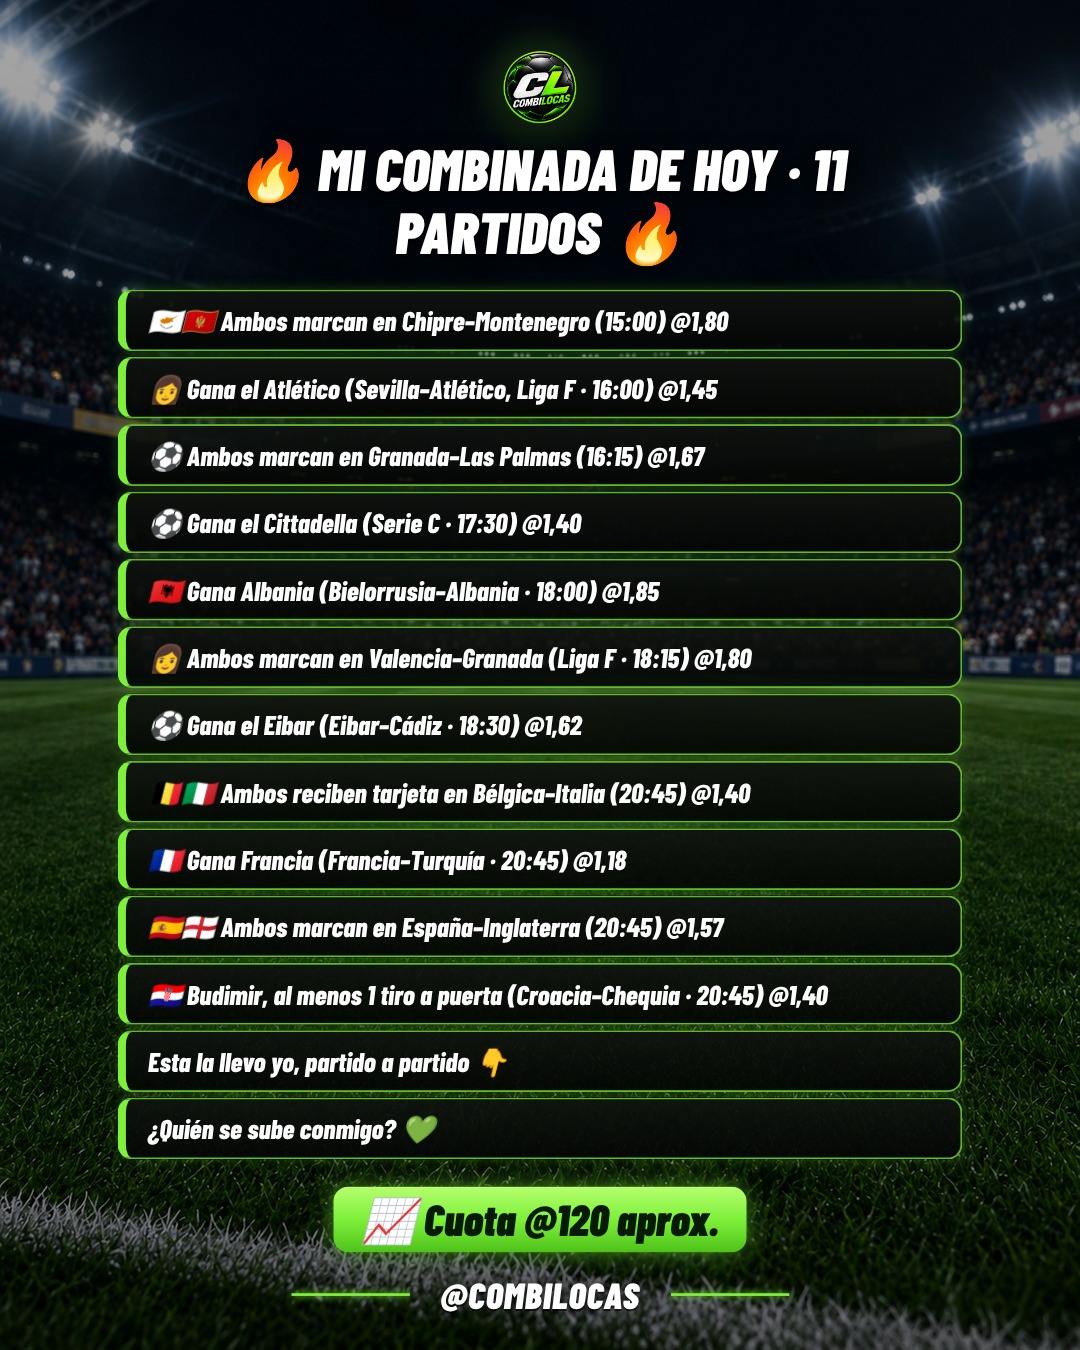 CL
COMBILOCAS
🔥 MI COMBINADA DE HOY · 11
PARTIDOS 🔥
Ambos marcan en Chipre-Montenegro (15:00) @1,80
Gana el Atlético (Sevilla-Atlético, Liga F · 16:00) @1,45
Ambos marcan en Granada-Las Palmas (16:15) @1,67
Gana el Cittadella (Serie C · 17:30) @1,40
Gana Albania (Bielorrusia-Albania · 18:00) @1,85
Ambos marcan en Valencia-Granada (Liga F · 18:15) @1,80
Gana el Eibar (Eibar-Cádiz · 18:30) @1,62
Ambos reciben tarjeta en Bélgica-Italia (20:45) @1,40
Gana Francia (Francia-Turquía · 20:45) @1,18
Ambos marcan en España-Inglaterra (20:45) @1,57
Budimir, al menos 1 tiro a puerta (Croacia-Chequia · 20:45) @1,40
Esta la llevo yo, partido a partido 👇
¿Quién se sube conmigo? 💚
📈 Cuota @120 aprox.
@COMBILOCAS